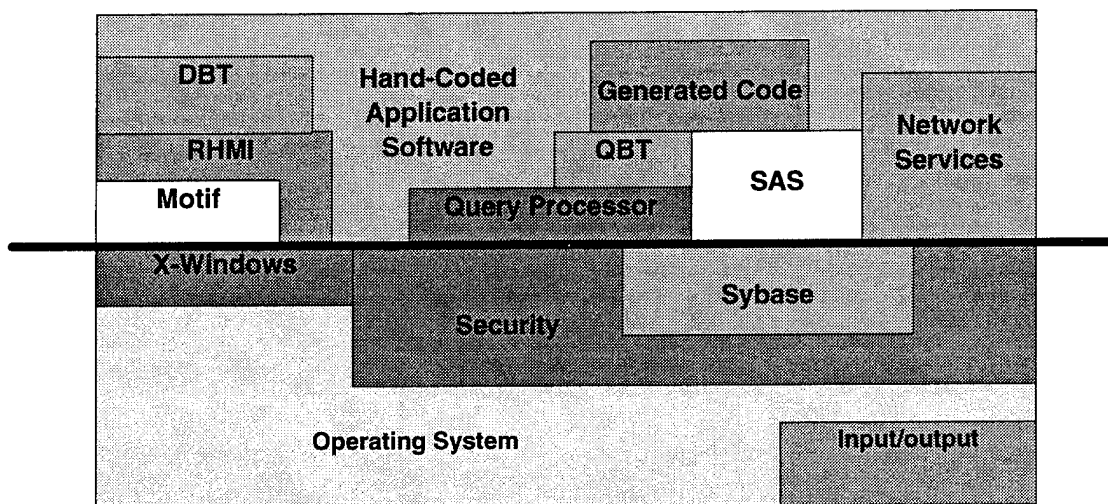 DBT
Hand-Coded
Application
Software
Generated Code
Network
Services
RHMI
QBT
SAS
Motif
Query Processor
X-Windows
Sybase
Security
Operating System
Input/output